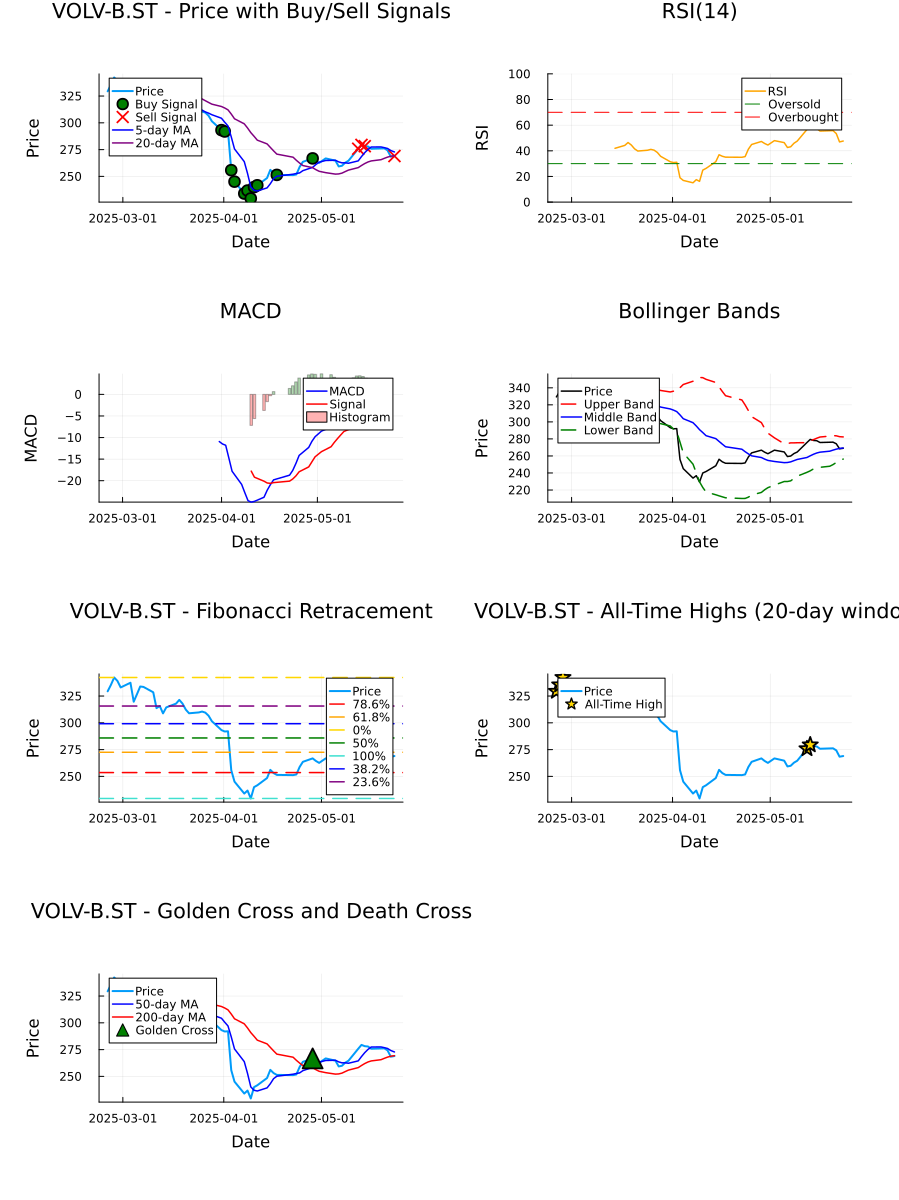 VOLV-B.ST - Price with Buy/Sell Signals
325
300
275
250
Price
Price
Buy Signal
Sell Signal
5-day MA
20-day MA
2025-03-01
2025-04-01
2025-05-01
Date
RSI(14)
100
80
60
40
20
0
RSI
RSI
Oversold
Overbought
2025-03-01
2025-04-01
2025-05-01
Date
MACD
0
−5
−10
−15
−20
MACD
MACD
Signal
Histogram
2025-03-01
2025-04-01
2025-05-01
Date
Bollinger Bands
340
320
300
280
260
240
220
Price
Price
Upper Band
Middle Band
Lower Band
2025-03-01
2025-04-01
2025-05-01
Date
VOLV-B.ST - Fibonacci Retracement
325
300
275
250
Price
Price
78.6%
61.8%
0%
50%
100%
38.2%
23.6%
2025-03-01
2025-04-01
2025-05-01
Date
VOLV-B.ST - All-Time Highs (20-day windo
325
300
275
250
Price
Price
All-Time High
2025-03-01
2025-04-01
2025-05-01
Date
VOLV-B.ST - Golden Cross and Death Cross
325
300
275
250
Price
Price
50-day MA
200-day MA
Golden Cross
2025-03-01
2025-04-01
2025-05-01
Date